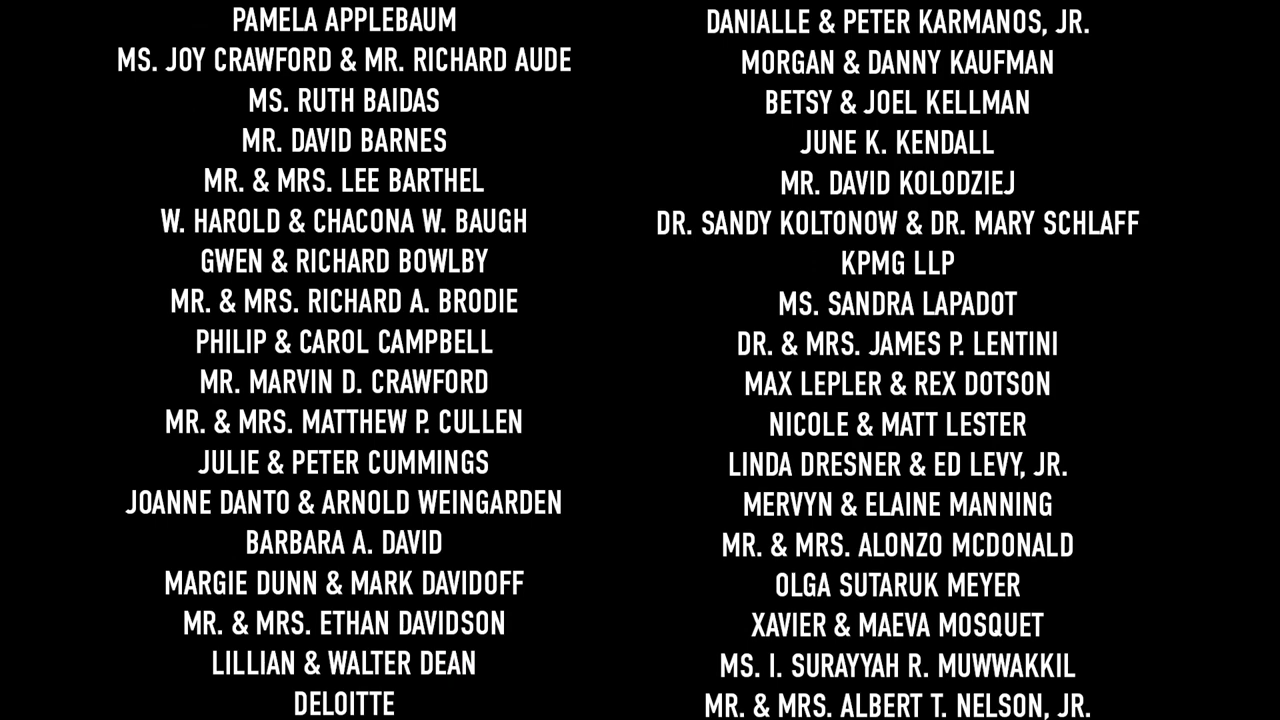 PAMELA APPLEBAUM
MS. JOY CRAWFORD & MR. RICHARD AUDE
MS. RUTH BAIDAS
MR. DAVID BARNES
MR. & MRS. LEE BARTHEL
W. HAROLD & CHACONA W. BAUGH
GWEN & RICHARD BOWLBY
MR. & MRS. RICHARD A. BRODIE
PHILIP & CAROL CAMPBELL
MR. MARVIN D. CRAWFORD
MR. & MRS. MATTHEW P. CULLEN
JULIE & PETER CUMMINGS
JOANNE DANTO & ARNOLD WEINGARDEN
BARBARA A. DAVID
MARGIE DUNN & MARK DAVIDOFF
MR. & MRS. ETHAN DAVIDSON
LILLIAN & WALTER DEAN
DELOITTE
DANIALLE & PETER KARMANOS, JR.
MORGAN & DANNY KAUFMAN
BETSY & JOEL KELLMAN
JUNE K. KENDALL
MR. DAVID KOLODZIEJ
DR. SANDY KOLTONOW & DR. MARY SCHLAFF
KPMG LLP
MS. SANDRA LAPADOT
DR. & MRS. JAMES P. LENTINI
MAX LEPLER & REX DOTSON
NICOLE & MATT LESTER
LINDA DRESNER & ED LEVY, JR.
MERVYN & ELAINE MANNING
MR. & MRS. ALONZO MCDONALD
OLGA SUTARUK MEYER
XAVIER & MAEVA MOSQUET
MS. I. SURAYYAH R. MUWWAKKIL
MR. & MRS. ALBERT T. NELSON, JR.